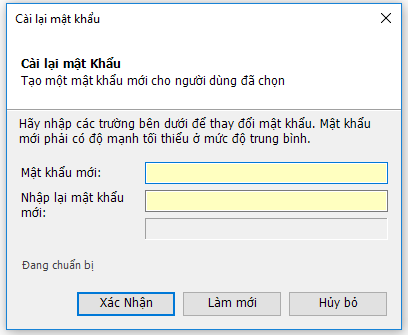 Cài lại mật khẩu
Cài lại mật Khẩu
Tạo một mật khẩu mới cho người dùng đã chọn
Hãy nhập các trường bên dưới để thay đổi mật khẩu. Mật khẩu
mới phải có độ mạnh tối thiểu ở mức độ trung bình.
Mật khẩu mới:
Nhập lại mật khẩu
mới:
Đang chuẩn bị
Xác Nhận
Làm mới
Hủy bỏ